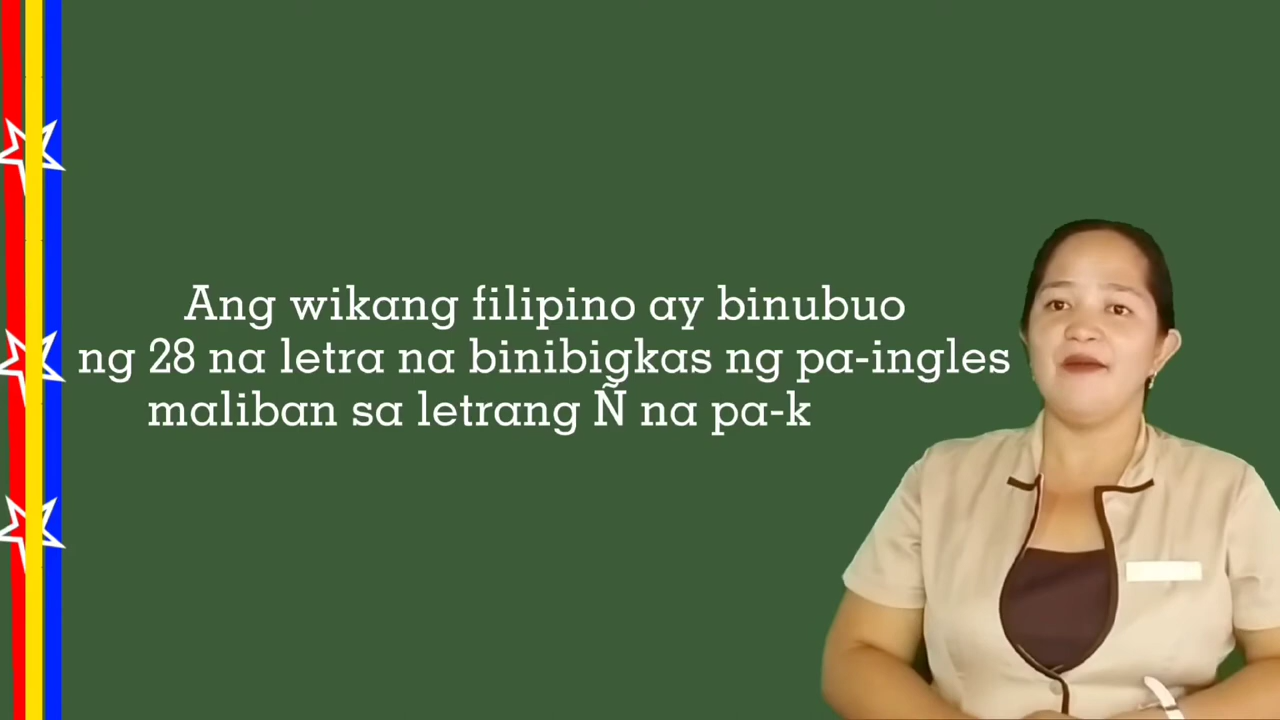 Ang wikang filipino ay binubuo
ng 28 na letra na binibigkas ng pa-ingles
maliban sa letrang Ñ na pa-k